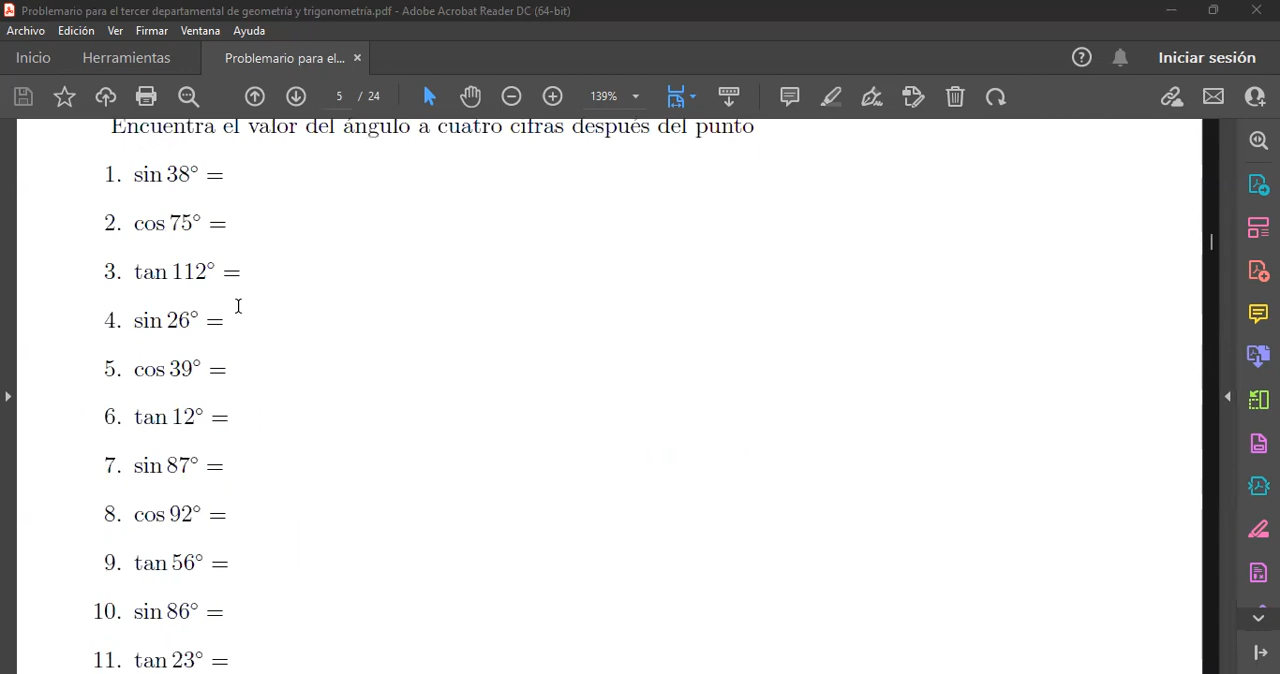 Problemario para el tercer departamental de geometría y trigonometría.pdf - Adobe Acrobat Reader DC (64-bit)
Archivo Edición Ver Firmar Ventana Ayuda
Inicio Herramientas Problemario para el... × Iniciar sesión
5 / 24 139%
Encuentra el valor del ángulo a cuatro cifras después del punto
1. sin 38° =
2. cos 75° =
3. tan 112° =
4. sin 26° =
5. cos 39° =
6. tan 12° =
7. sin 87° =
8. cos 92° =
9. tan 56° =
10. sin 86° =
11. tan 23° =